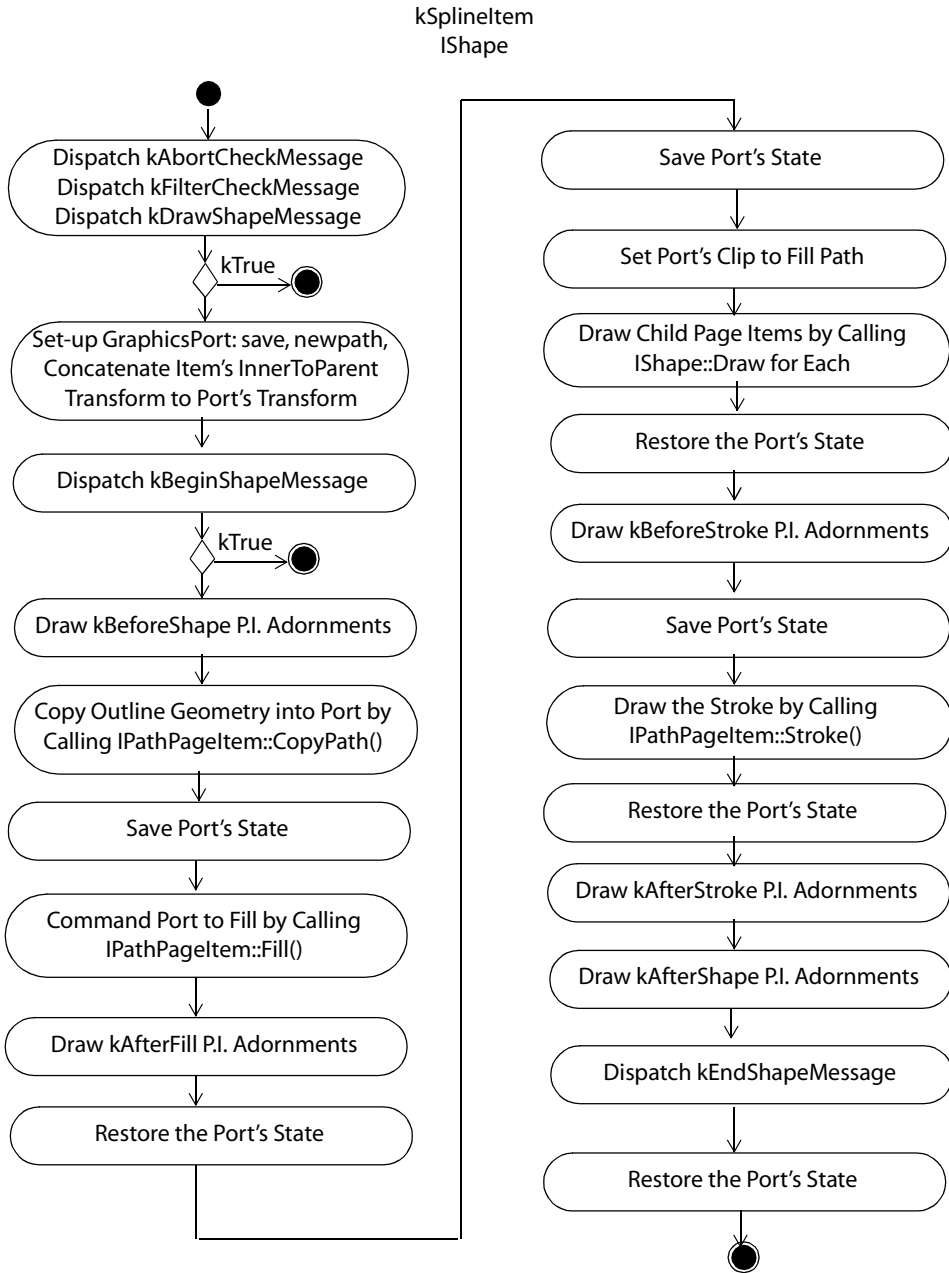 kSplineItem
IShape
Dispatch kAbortCheckMessage
Dispatch kFilterCheckMessage
Dispatch kDrawShapeMessage
kTrue
Set-up GraphicsPort: save, newpath,
Concatenate Item's InnerToParent
Transform to Port's Transform
Dispatch kBeginShapeMessage
kTrue
Draw kBeforeShape P.I. Adornments
Copy Outline Geometry into Port by
Calling IPathPageItem::CopyPath()
Save Port's State
Command Port to Fill by Calling
IPathPageItem::Fill()
Draw kAfterFill P.I. Adornments
Restore the Port's State
Save Port's State
Set Port's Clip to Fill Path
Draw Child Page Items by Calling
IShape::Draw for Each
Restore the Port's State
Draw kBeforeStroke P.I. Adornments
Save Port's State
Draw the Stroke by Calling
IPathPageItem::Stroke()
Restore the Port's State
Draw kAfterStroke P.I. Adornments
Draw kAfterShape P.I. Adornments
Dispatch kEndShapeMessage
Restore the Port's State